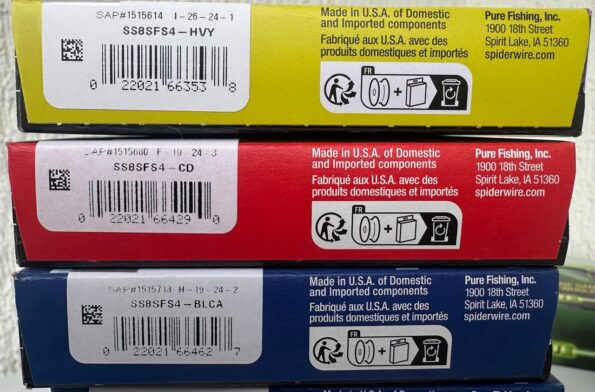 SAP#1515614 I-26-24-1
SS8SFS4-HVY
0 22021 66353 8
Made in U.S.A. of Domestic
and Imported components
Fabriqué aux U.S.A. avec des
produits domestiques et importés
FR
Pure Fishing, Inc.
1900 18th Street
Spirit Lake, IA 51360
spiderwire.com
SAP#1515680 F-19-24-3
SS8SFS4-CD
0 22021 66429 0
Made in U.S.A. of Domestic
and Imported components
Fabriqué aux U.S.A. avec des
produits domestiques et importés
FR
Pure Fishing, Inc.
1900 18th Street
Spirit Lake, IA 51360
spiderwire.com
SAP#1515713 H-19-24-2
SS8SFS4-BLCA
0 22021 66462 7
Made in U.S.A. of Domestic
and Imported components
Fabriqué aux U.S.A. avec des
produits domestiques et importés
FR
Pure Fishing, Inc.
1900 18th Street
Spirit Lake, IA 51360
spiderwire.com